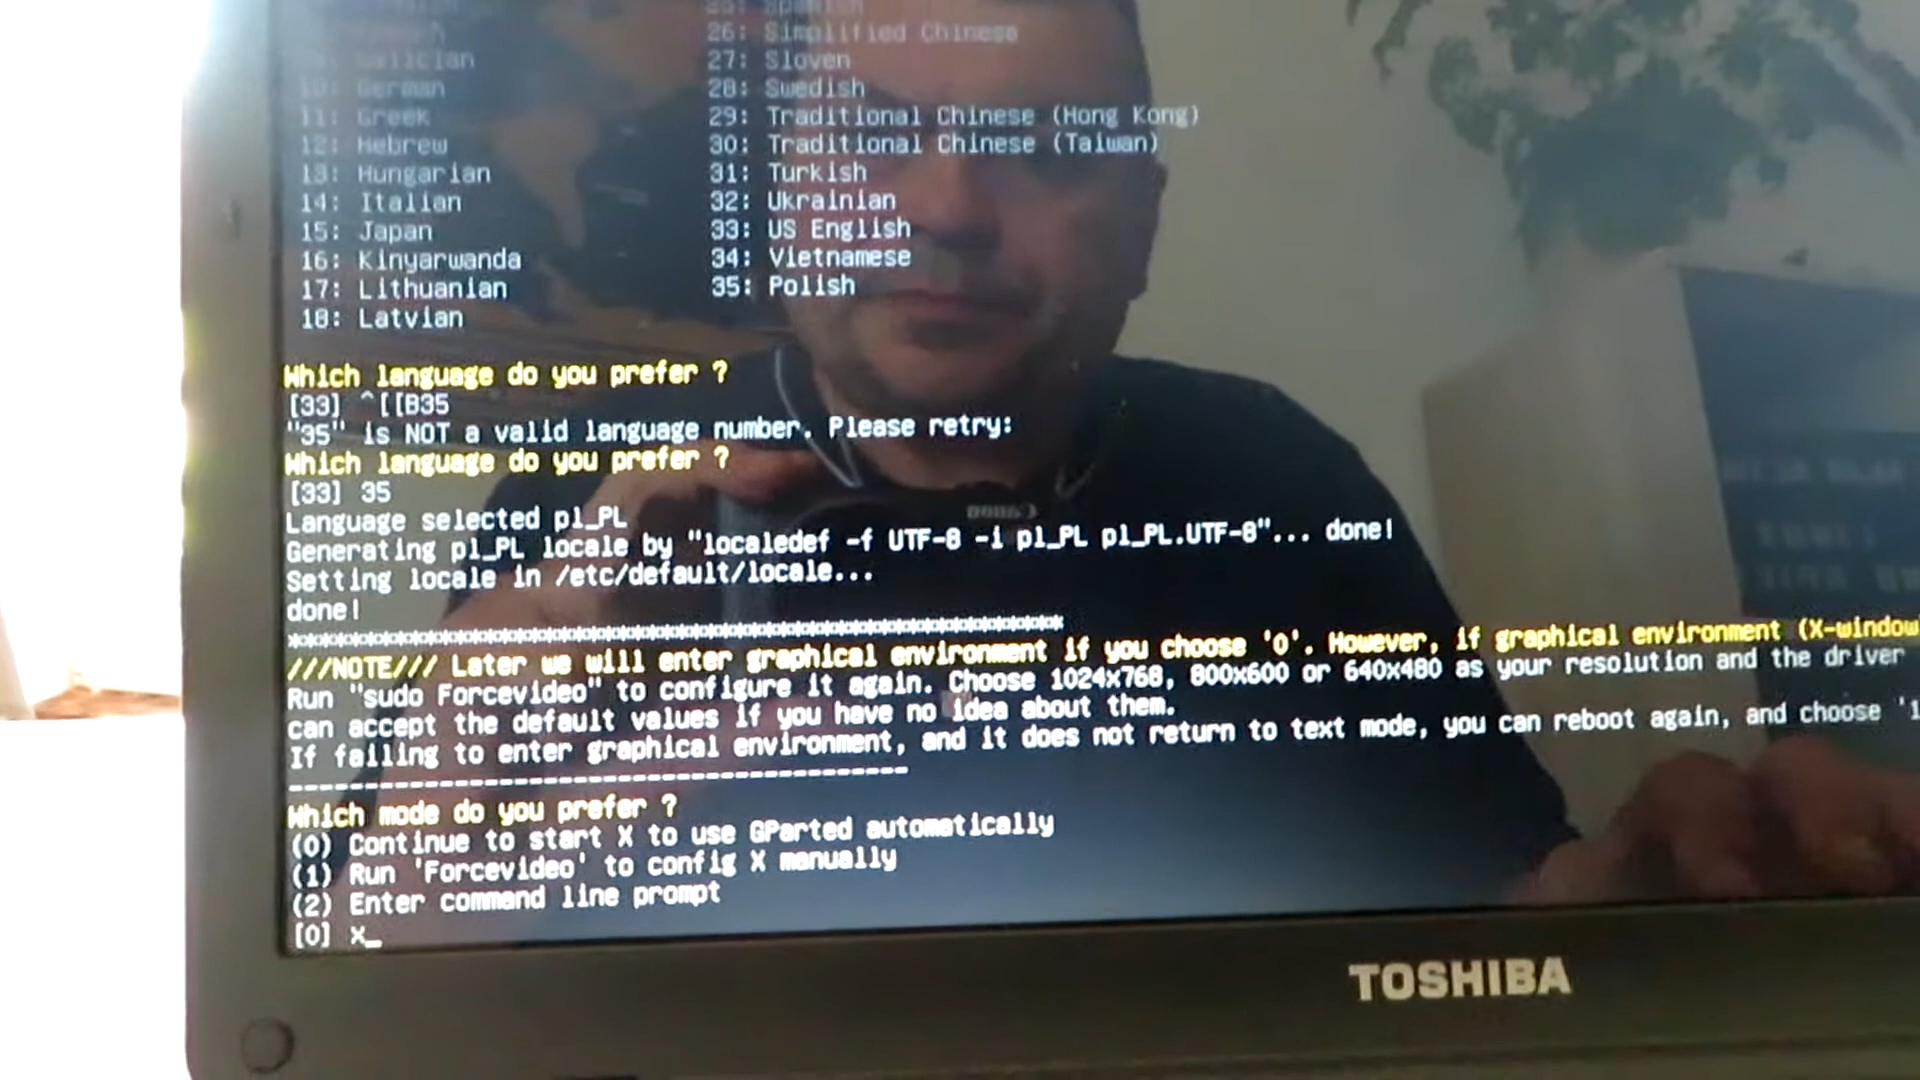 Spanish
26: Simplified Chinese
Galician 27: Sloven
10: German 28: Swedish
11: Greek 29: Traditional Chinese (Hong Kong)
12: Hebrew 30: Traditional Chinese (Taiwan)
13: Hungarian 31: Turkish
14: Italian 32: Ukrainian
15: Japan 33: US English
16: Kinyarwanda 34: Vietnamese
17: Lithuanian 35: Polish
18: Latvian
Which language do you prefer ?
[33] ^[[B35
"35" is NOT a valid language number. Please retry:
Which language do you prefer ?
[33] 35
Language selected pl_PL
Generating pl_PL locale by "localedef -f UTF-8 -i pl_PL pl_PL.UTF-8"... done!
Setting locale in /etc/default/locale...
done!
///NOTE/// Later we will enter graphical environment if you choose '0'. However, if graphical environment (X-window
Run "sudo Forcevideo" to configure it again. Choose 1024x768, 800x600 or 640x480 as your resolution and the driver
can accept the default values if you have no idea about them.
If failing to enter graphical environment, and it does not return to text mode, you can reboot again, and choose '1
-------------------------------------------
Which mode do you prefer ?
(0) Continue to start X to use GParted automatically
(1) Run 'Forcevideo' to config X manually
(2) Enter command line prompt
[0] x_
TOSHIBA
Canon